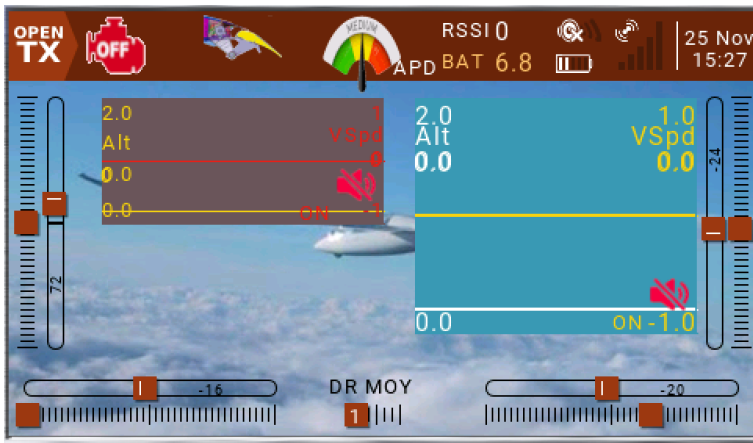 OPEN
TX
OFF
MEDIUM
APD
RSSI 0
BAT 6.8
25 Nov
15:27
2.0 1
Alt VSpd
0.0 0
0.0 ON -1
2.0 1.0
Alt VSpd
0.0 0.0
0.0 ON -1.0
72
-24
-16
DR MOY
-20
1